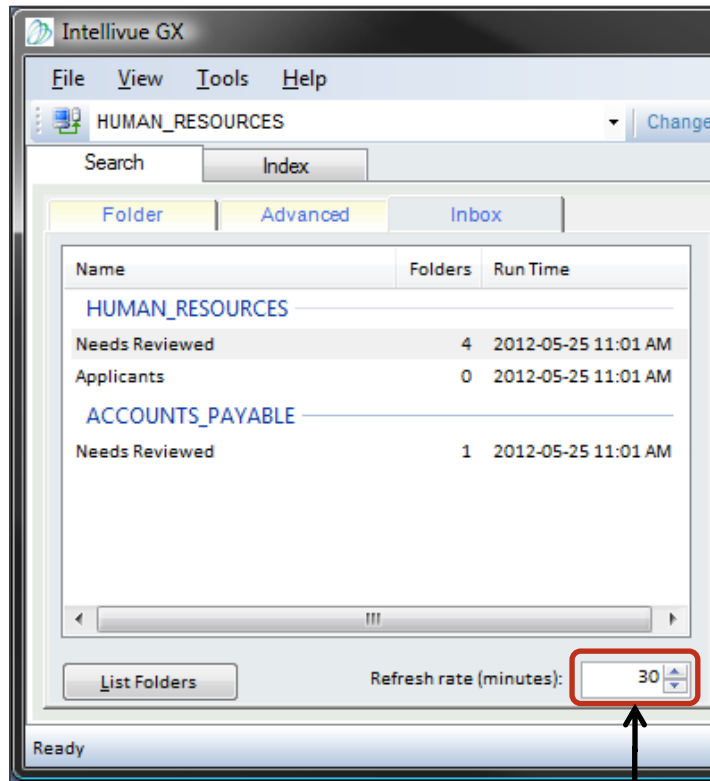 Intellivue GX
File View Tools Help
HUMAN_RESOURCES Change
Search Index
Folder Advanced Inbox
Name Folders Run Time
HUMAN_RESOURCES
Needs Reviewed 4 2012-05-25 11:01 AM
Applicants 0 2012-05-25 11:01 AM
ACCOUNTS_PAYABLE
Needs Reviewed 1 2012-05-25 11:01 AM
List Folders Refresh rate (minutes): 30
Ready